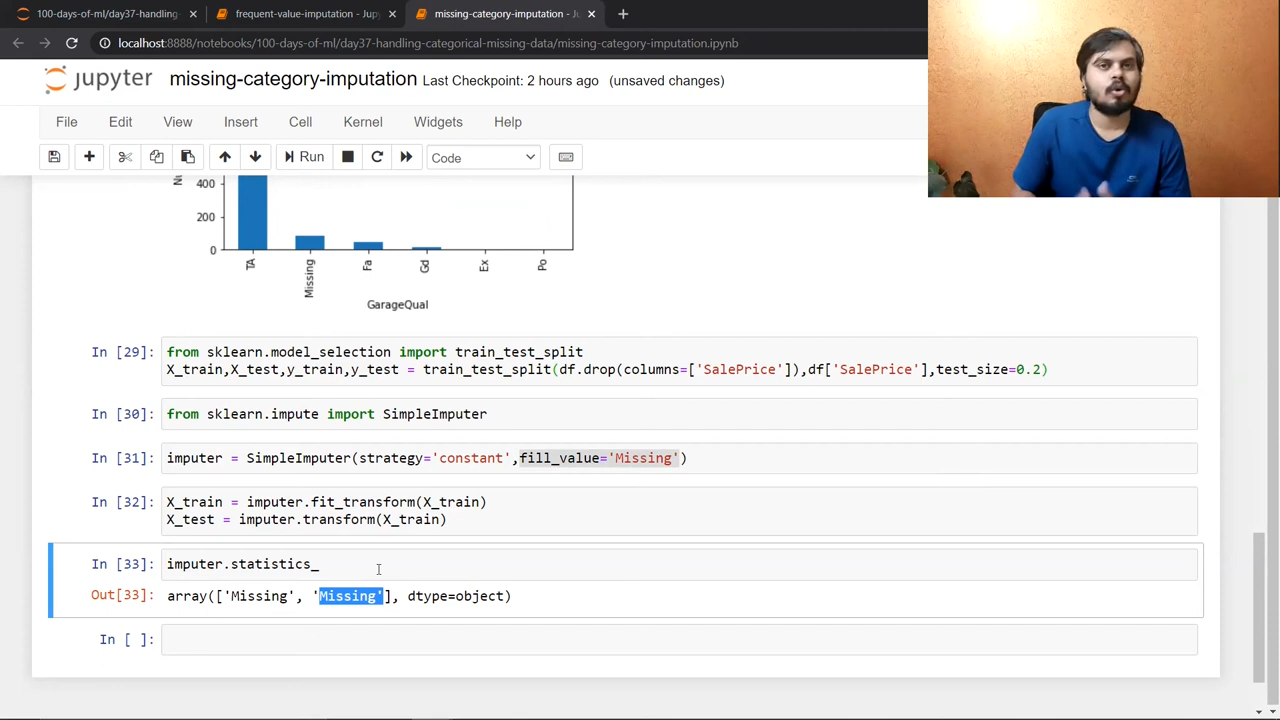 100-days-of-ml/day37-handling-
frequent-value-imputation - Jup
missing-category-imputation - Ju
localhost:8888/notebooks/100-days-of-ml/day37-handling-categorical-missing-data/missing-category-imputation.ipynb
jupyter missing-category-imputation Last Checkpoint: 2 hours ago (unsaved changes)
File Edit View Insert Cell Kernel Widgets Help
Run Code
400
200
0
TA Missing Fa Gd Ex Po
GarageQual
In [29]: from sklearn.model_selection import train_test_split
X_train,X_test,y_train,y_test = train_test_split(df.drop(columns=['SalePrice']),df['SalePrice'],test_size=0.2)
In [30]: from sklearn.impute import SimpleImputer
In [31]: imputer = SimpleImputer(strategy='constant',fill_value='Missing')
In [32]: X_train = imputer.fit_transform(X_train)
X_test = imputer.transform(X_train)
In [33]: imputer.statistics_
Out[33]: array(['Missing', 'Missing'], dtype=object)
In [ ]: